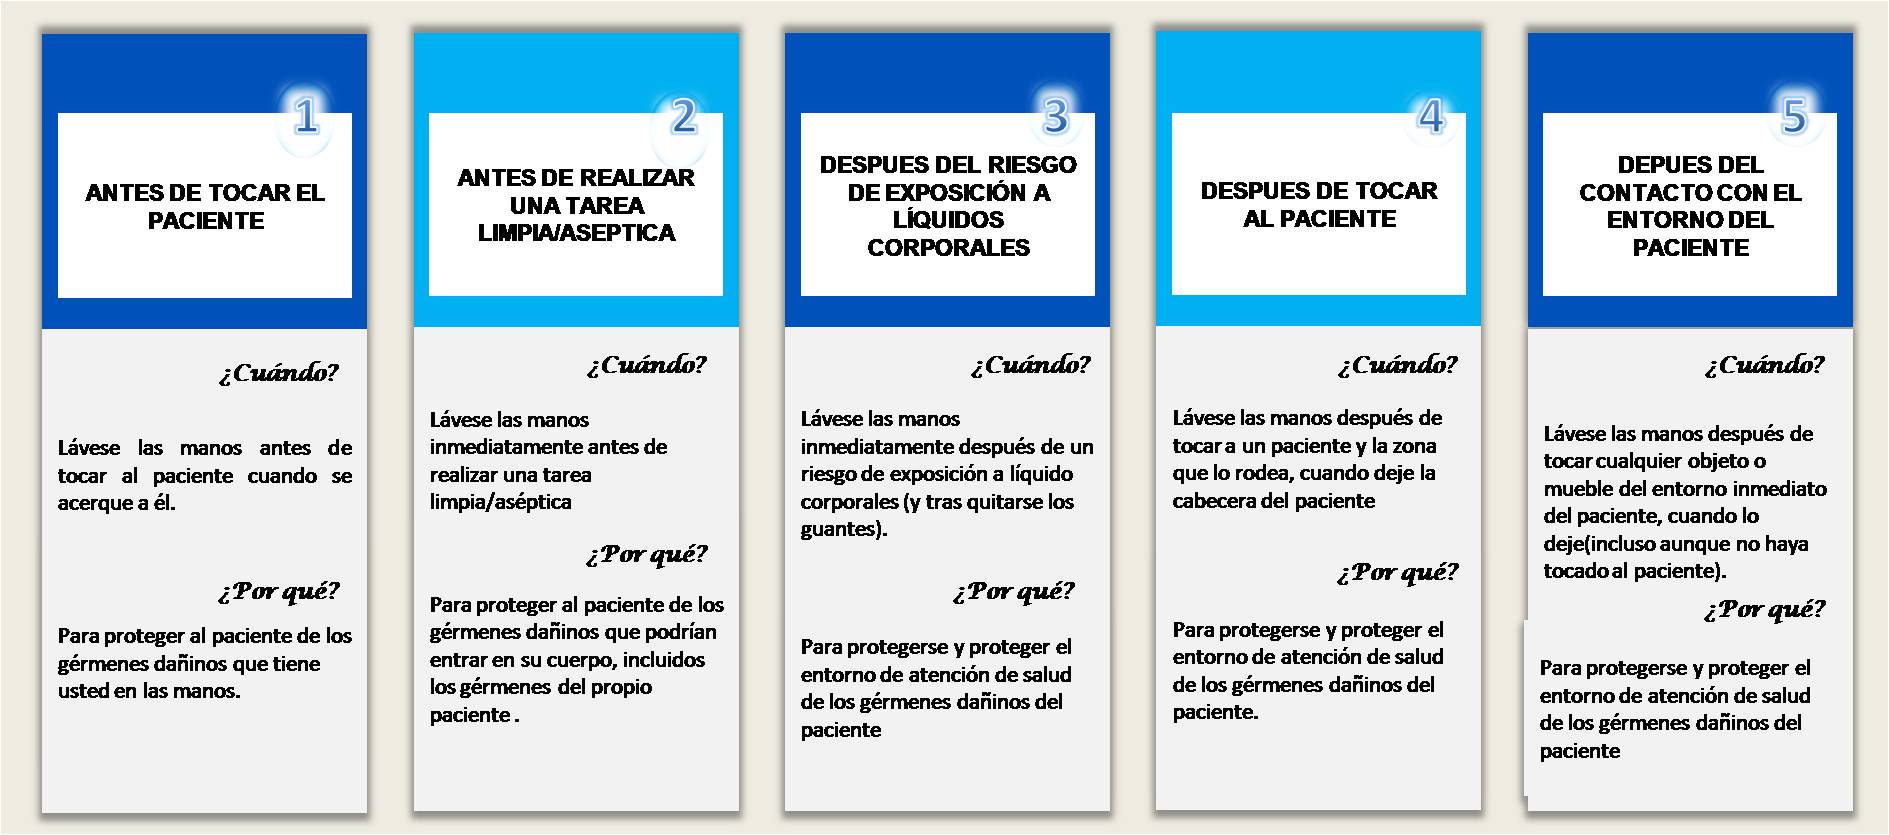 1
ANTES DE TOCAR EL
PACIENTE
¿Cuándo?
Lávese las manos antes de
tocar al paciente cuando se
acerque a él.
¿Por qué?
Para proteger al paciente de los
gérmenes dañinos que tiene
usted en las manos.
2
ANTES DE REALIZAR
UNA TAREA
LIMPIA/ASEPTICA
¿Cuándo?
Lávese las manos
inmediatamente antes de
realizar una tarea
limpia/aséptica
¿Por qué?
Para proteger al paciente de los
gérmenes dañinos que podrían
entrar en su cuerpo, incluidos
los gérmenes del propio
paciente .
3
DESPUES DEL RIESGO
DE EXPOSICIÓN A
LÍQUIDOS
CORPORALES
¿Cuándo?
Lávese las manos
inmediatamente después de un
riesgo de exposición a líquido
corporales (y tras quitarse los
guantes).
¿Por qué?
Para protegerse y proteger el
entorno de atención de salud
de los gérmenes dañinos del
paciente
4
DESPUES DE TOCAR
AL PACIENTE
¿Cuándo?
Lávese las manos después de
tocar a un paciente y la zona
que lo rodea, cuando deje la
cabecera del paciente
¿Por qué?
Para protegerse y proteger el
entorno de atención de salud
de los gérmenes dañinos del
paciente.
5
DEPUES DEL
CONTACTO CON EL
ENTORNO DEL
PACIENTE
¿Cuándo?
Lávese las manos después de
tocar cualquier objeto o
mueble del entorno inmediato
del paciente, cuando lo
deje(incluso aunque no haya
tocado al paciente).
¿Por qué?
Para protegerse y proteger el
entorno de atención de salud
de los gérmenes dañinos del
paciente